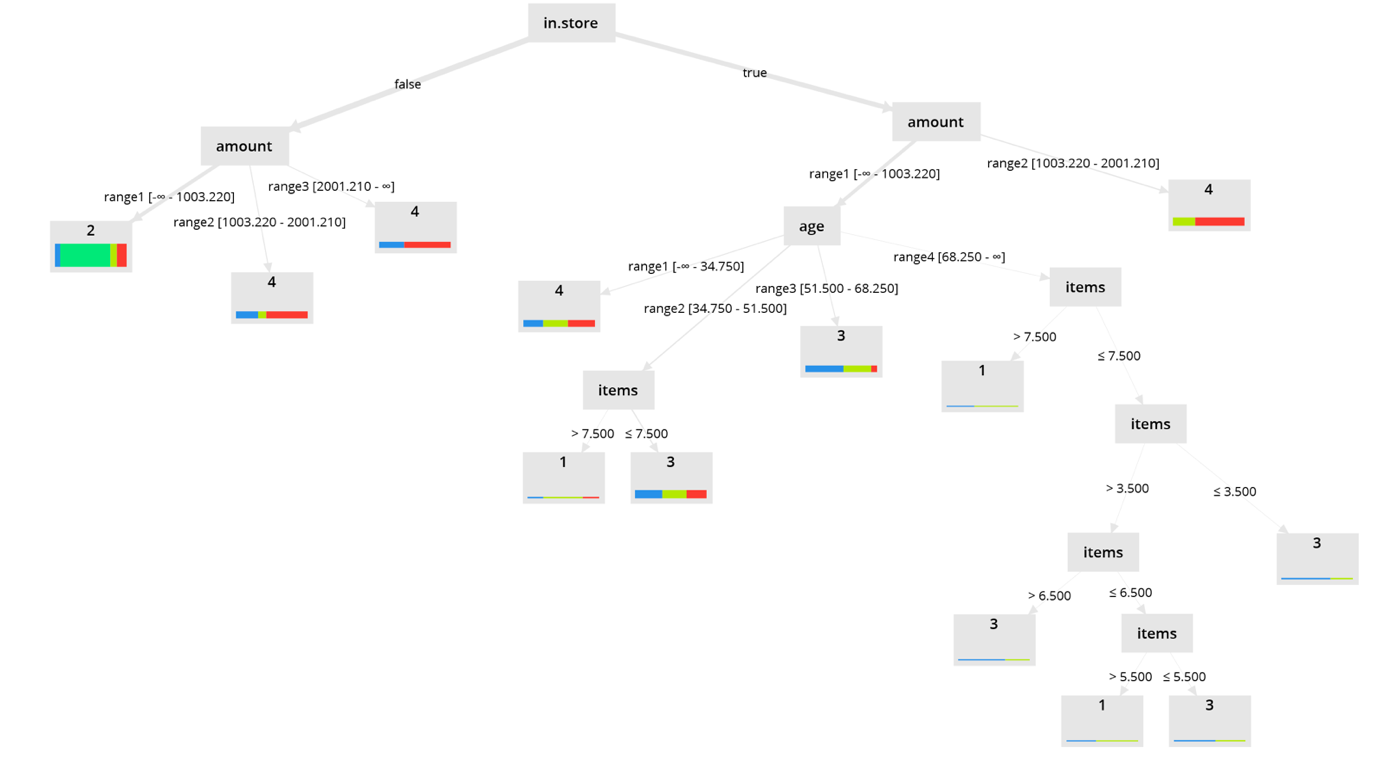 in.store
false
true
amount
amount
range1 [-∞ - 1003.220]
range2 [1003.220 - 2001.210]
range3 [2001.210 - ∞]
2
4
4
range1 [-∞ - 1003.220]
range2 [1003.220 - 2001.210]
4
age
range1 [-∞ - 34.750]
range2 [34.750 - 51.500]
range3 [51.500 - 68.250]
range4 [68.250 - ∞]
4
3
items
> 7.500
≤ 7.500
1
3
items
> 7.500
≤ 7.500
1
items
> 3.500
≤ 3.500
items
3
> 6.500
≤ 6.500
3
items
> 5.500
≤ 5.500
1
3